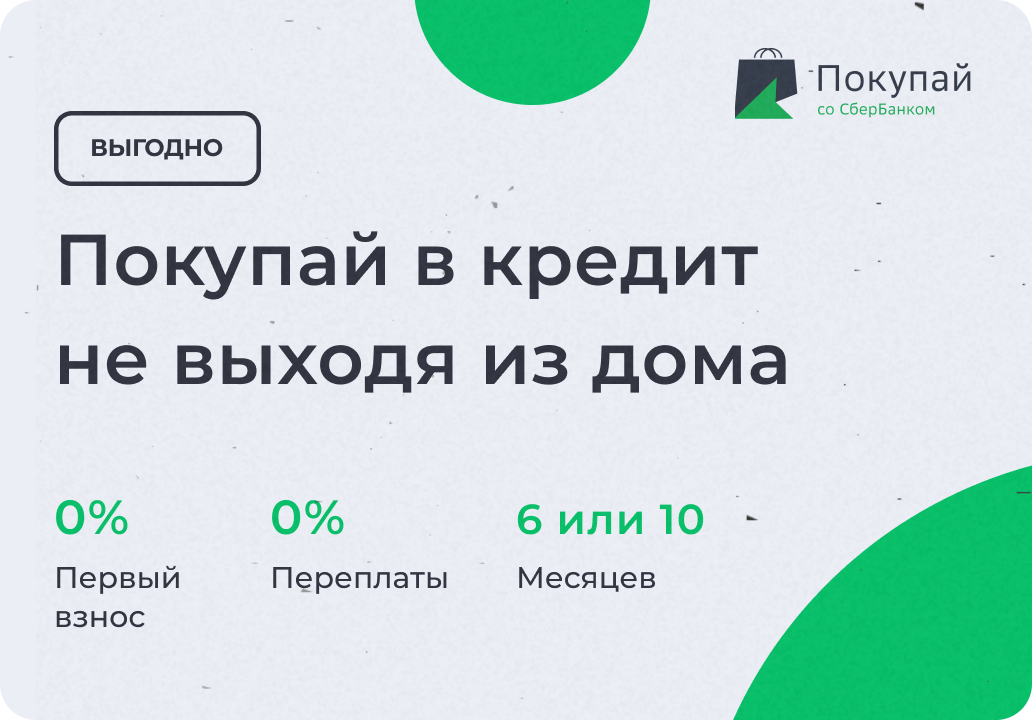 Покупай
со СберБанком
ВЫГОДНО
Покупай в кредит
не выходя из дома
0%
Первый
взнос
0%
Переплаты
6 или 10
Месяцев